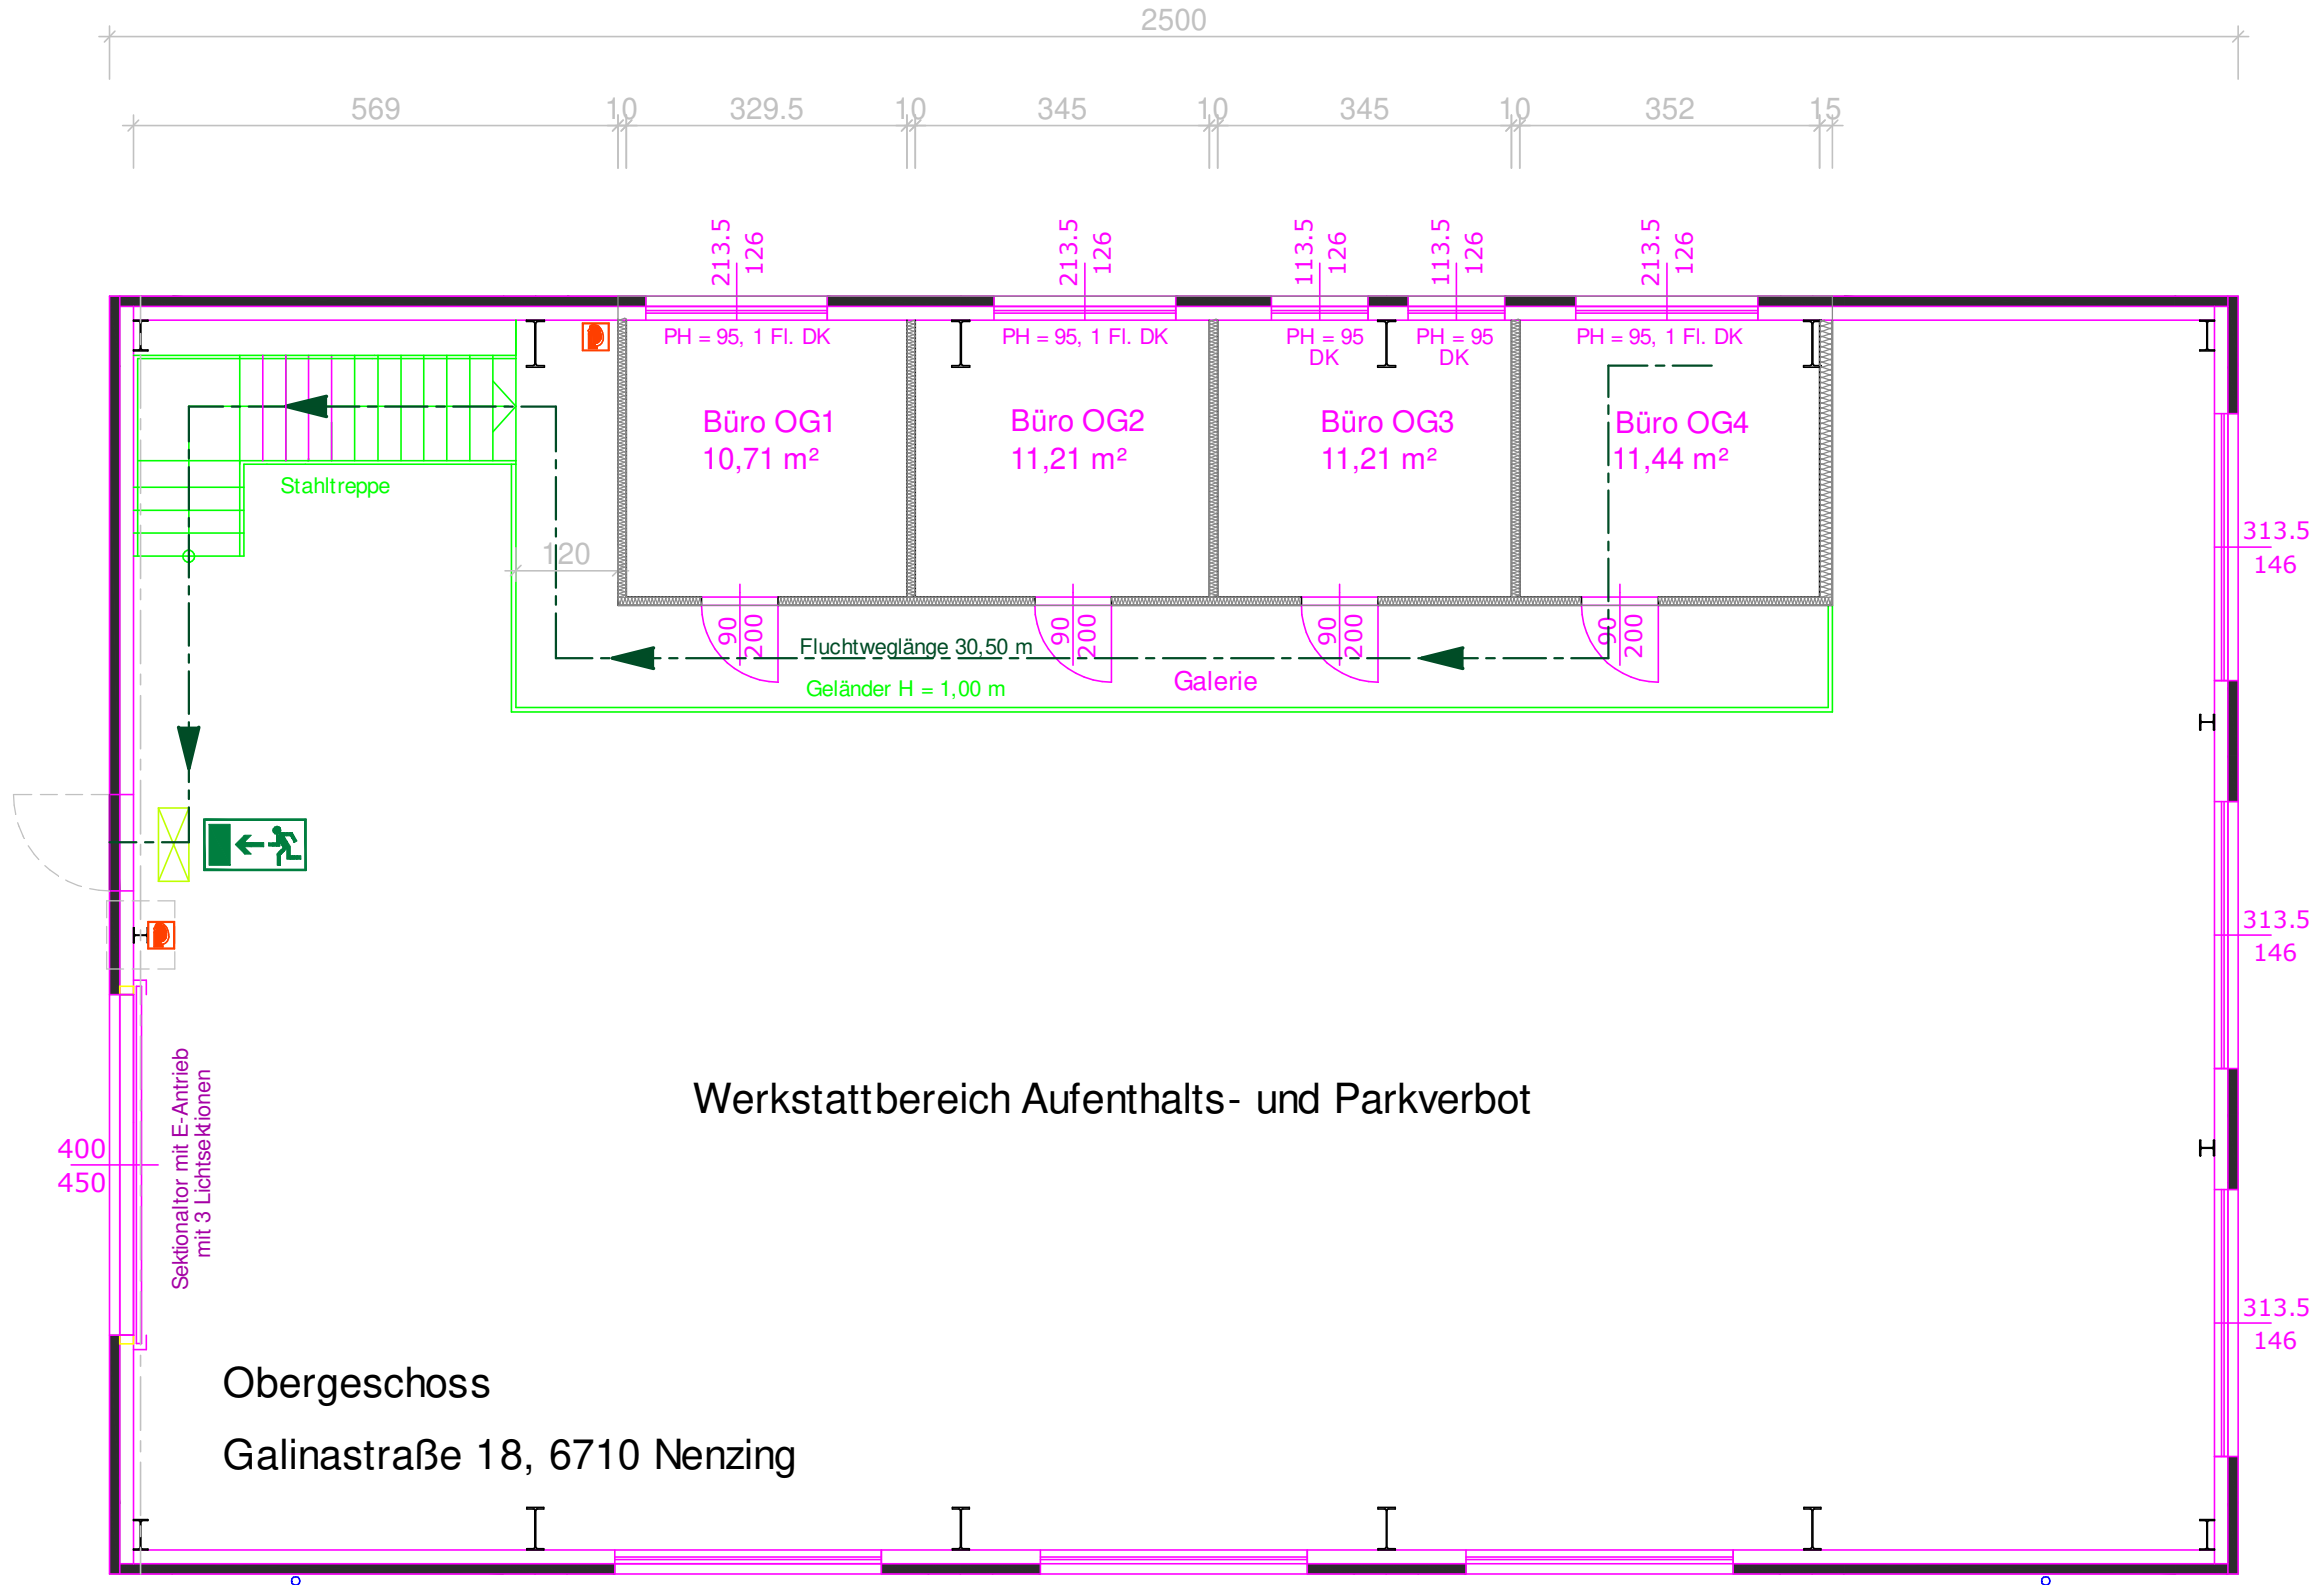 2500
569 10 329.5 10 345 10 345 10 352 15
213.5 126 213.5 126 113.5 126 113.5 126 213.5 126
PH = 95, 1 Fl. DK PH = 95, 1 Fl. DK PH = 95 PH = 95 PH = 95, 1 Fl. DK
DK DK
Büro OG1 Büro OG2 Büro OG3 Büro OG4
10,71 m² 11,21 m² 11,21 m² 11,44 m²
Stahltreppe
313.5
146
120
90 200 90 200 90 200 90 200
Fluchtweglänge 30,50 m
Galerie
Geländer H = 1,00 m
313.5
146
Werkstattbereich Aufenthalts- und Parkverbot
Sektionaltor mit E-Antrieb
mit 3 Lichtsektionen
400
450
313.5
146
Obergeschoss
Galinastraße 18, 6710 Nenzing